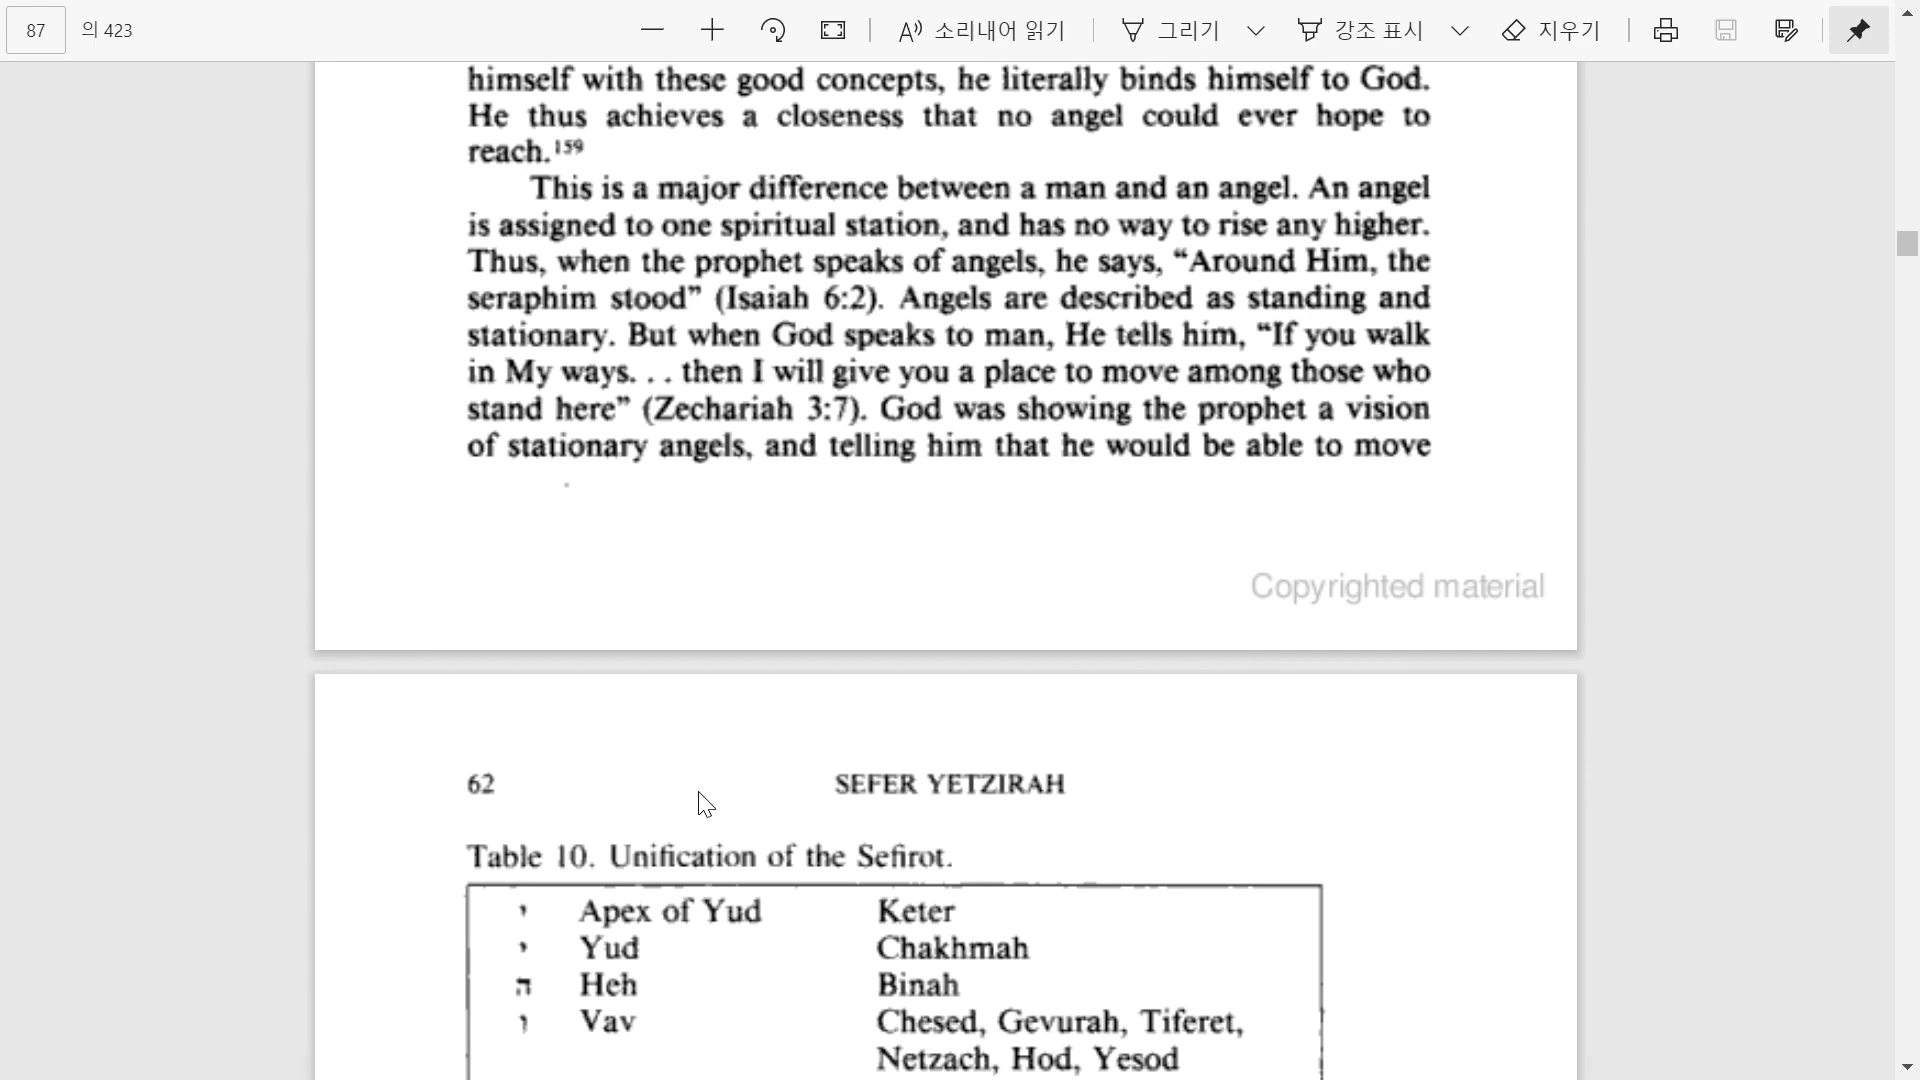 87 의 423 소리내어 읽기 그리기 강조 표시 지우기
himself with these good concepts, he literally binds himself to God.
He thus achieves a closeness that no angel could ever hope to
reach.¹⁵⁹
This is a major difference between a man and an angel. An angel
is assigned to one spiritual station, and has no way to rise any higher.
Thus, when the prophet speaks of angels, he says, “Around Him, the
seraphim stood” (Isaiah 6:2). Angels are described as standing and
stationary. But when God speaks to man, He tells him, “If you walk
in My ways. . . then I will give you a place to move among those who
stand here” (Zechariah 3:7). God was showing the prophet a vision
of stationary angels, and telling him that he would be able to move
Copyrighted material
62 SEFER YETZIRAH
Table 10. Unification of the Sefirot.
י Apex of Yud Keter
י Yud Chakhmah
ה Heh Binah
ו Vav Chesed, Gevurah, Tiferet,
Netzach, Hod, Yesod